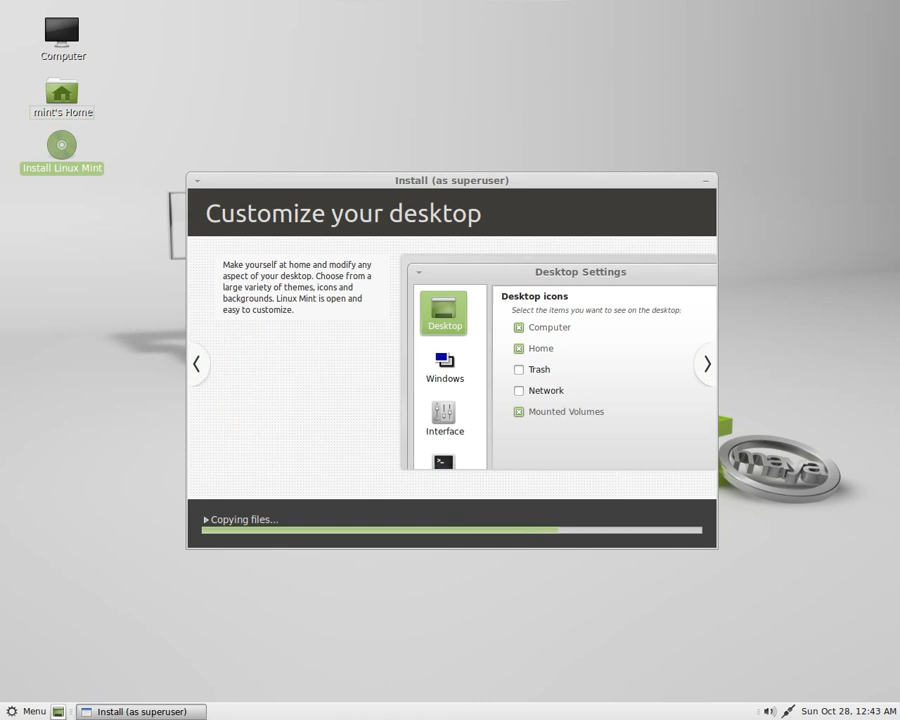 Computer
mint's Home
Install Linux Mint
Install (as superuser)
Customize your desktop
Make yourself at home and modify any
aspect of your desktop. Choose from a
large variety of themes, icons and
backgrounds. Linux Mint is open and
easy to customize.
Desktop Settings
Desktop
Windows
Interface
Desktop icons
Select the items you want to see on the desktop:
Computer
Home
Trash
Network
Mounted Volumes
maya
Copying files...
Menu
Install (as superuser)
Sun Oct 28, 12:43 AM